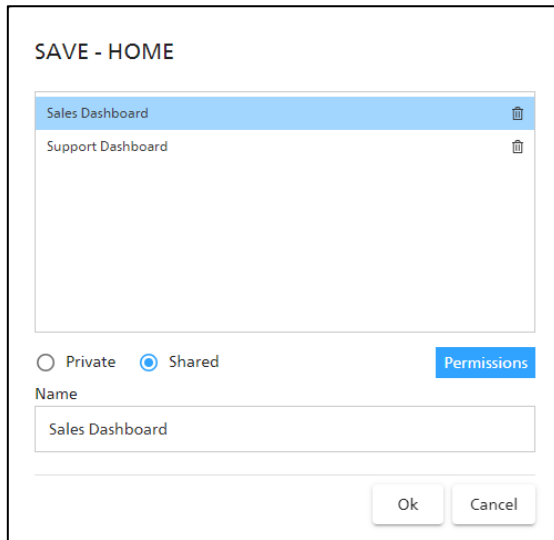 SAVE - HOME
Sales Dashboard
Support Dashboard
Private Shared Permissions
Name
Sales Dashboard
Ok Cancel